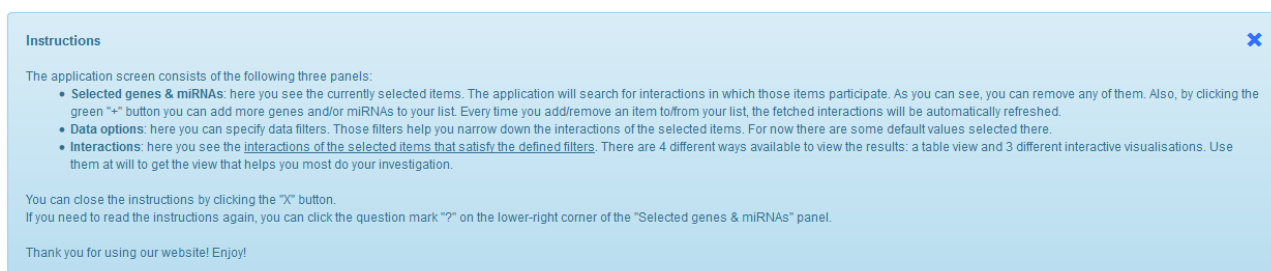 Instructions
The application screen consists of the following three panels:
• Selected genes & miRNAs: here you see the currently selected items. The application will search for interactions in which those items participate. As you can see, you can remove any of them. Also, by clicking the
green "+" button you can add more genes and/or miRNAs to your list. Every time you add/remove an item to/from your list, the fetched interactions will be automatically refreshed.
• Data options: here you can specify data filters. Those filters help you narrow down the interactions of the selected items. For now there are some default values selected there.
• Interactions: here you see the interactions of the selected items that satisfy the defined filters. There are 4 different ways available to view the results: a table view and 3 different interactive visualisations. Use
them at will to get the view that helps you most do your investigation.
You can close the instructions by clicking the "X" button.
If you need to read the instructions again, you can click the question mark "?" on the lower-right corner of the "Selected genes & miRNAs" panel.
Thank you for using our website! Enjoy!